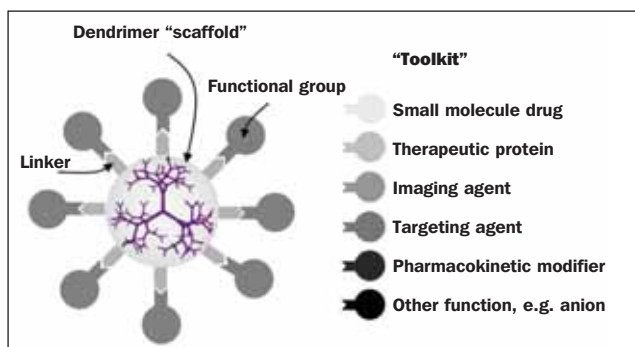 Dendrimer “scaffold”
Functional group
Linker
“Toolkit”
Small molecule drug
Therapeutic protein
Imaging agent
Targeting agent
Pharmacokinetic modifier
Other function, e.g. anion